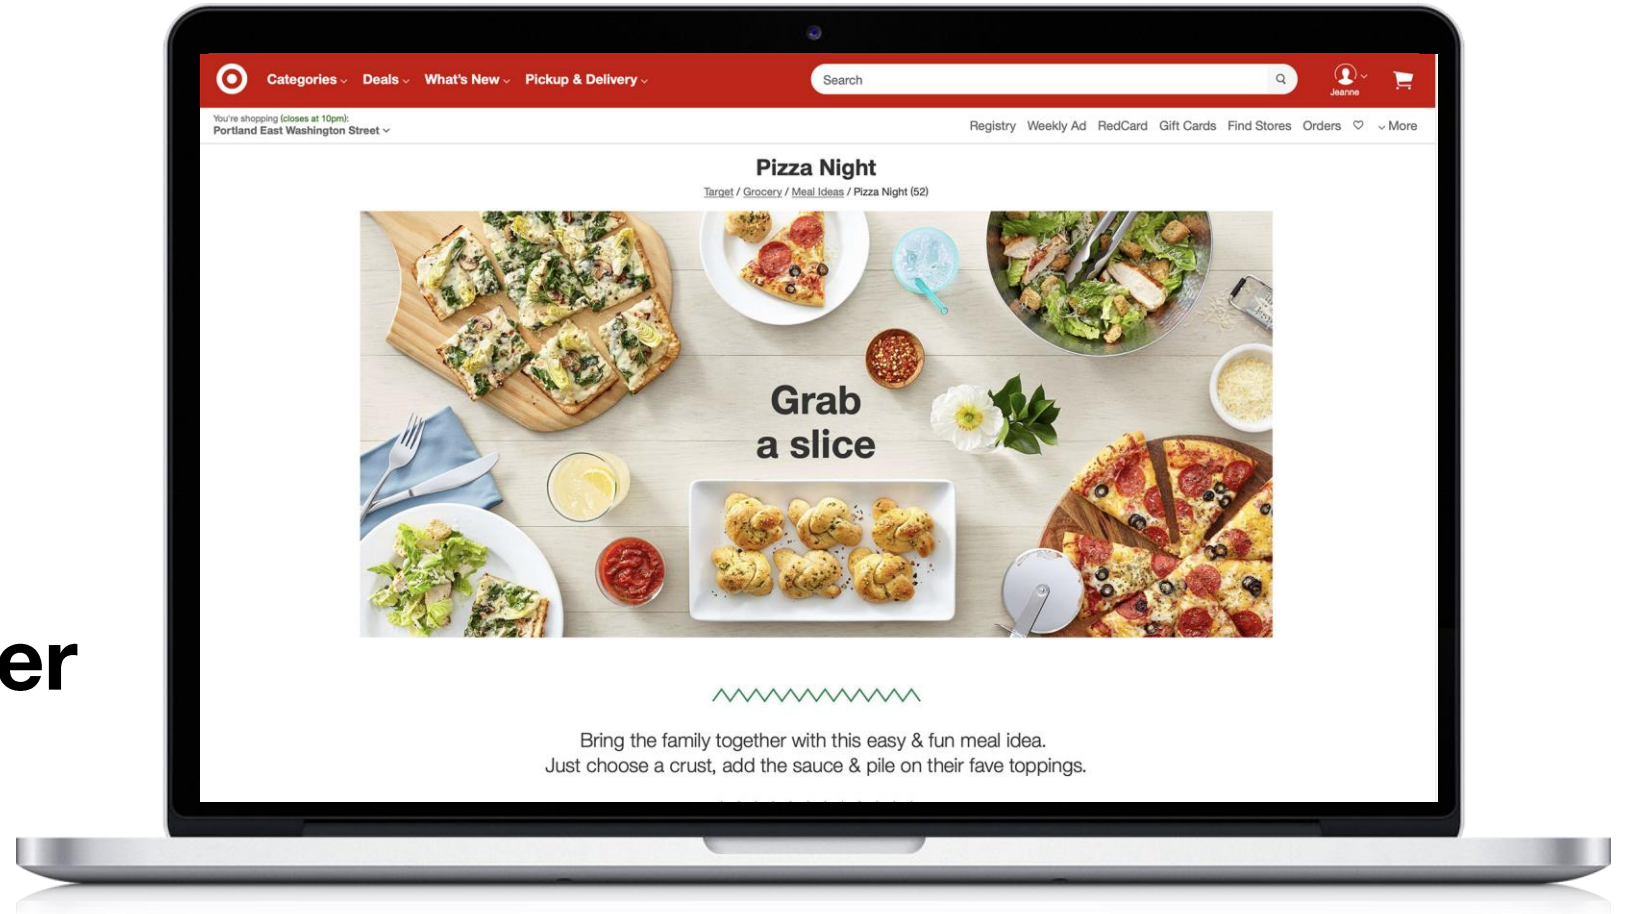 Categories Deals What's New Pickup & Delivery Search
Jeanne
You're shopping (closes at 10pm):
Portland East Washington Street
Registry Weekly Ad RedCard Gift Cards Find Stores Orders More
Pizza Night
Target / Grocery / Meal Ideas / Pizza Night (52)
Grab
a slice
er
Bring the family together with this easy & fun meal idea.
Just choose a crust, add the sauce & pile on their fave toppings.